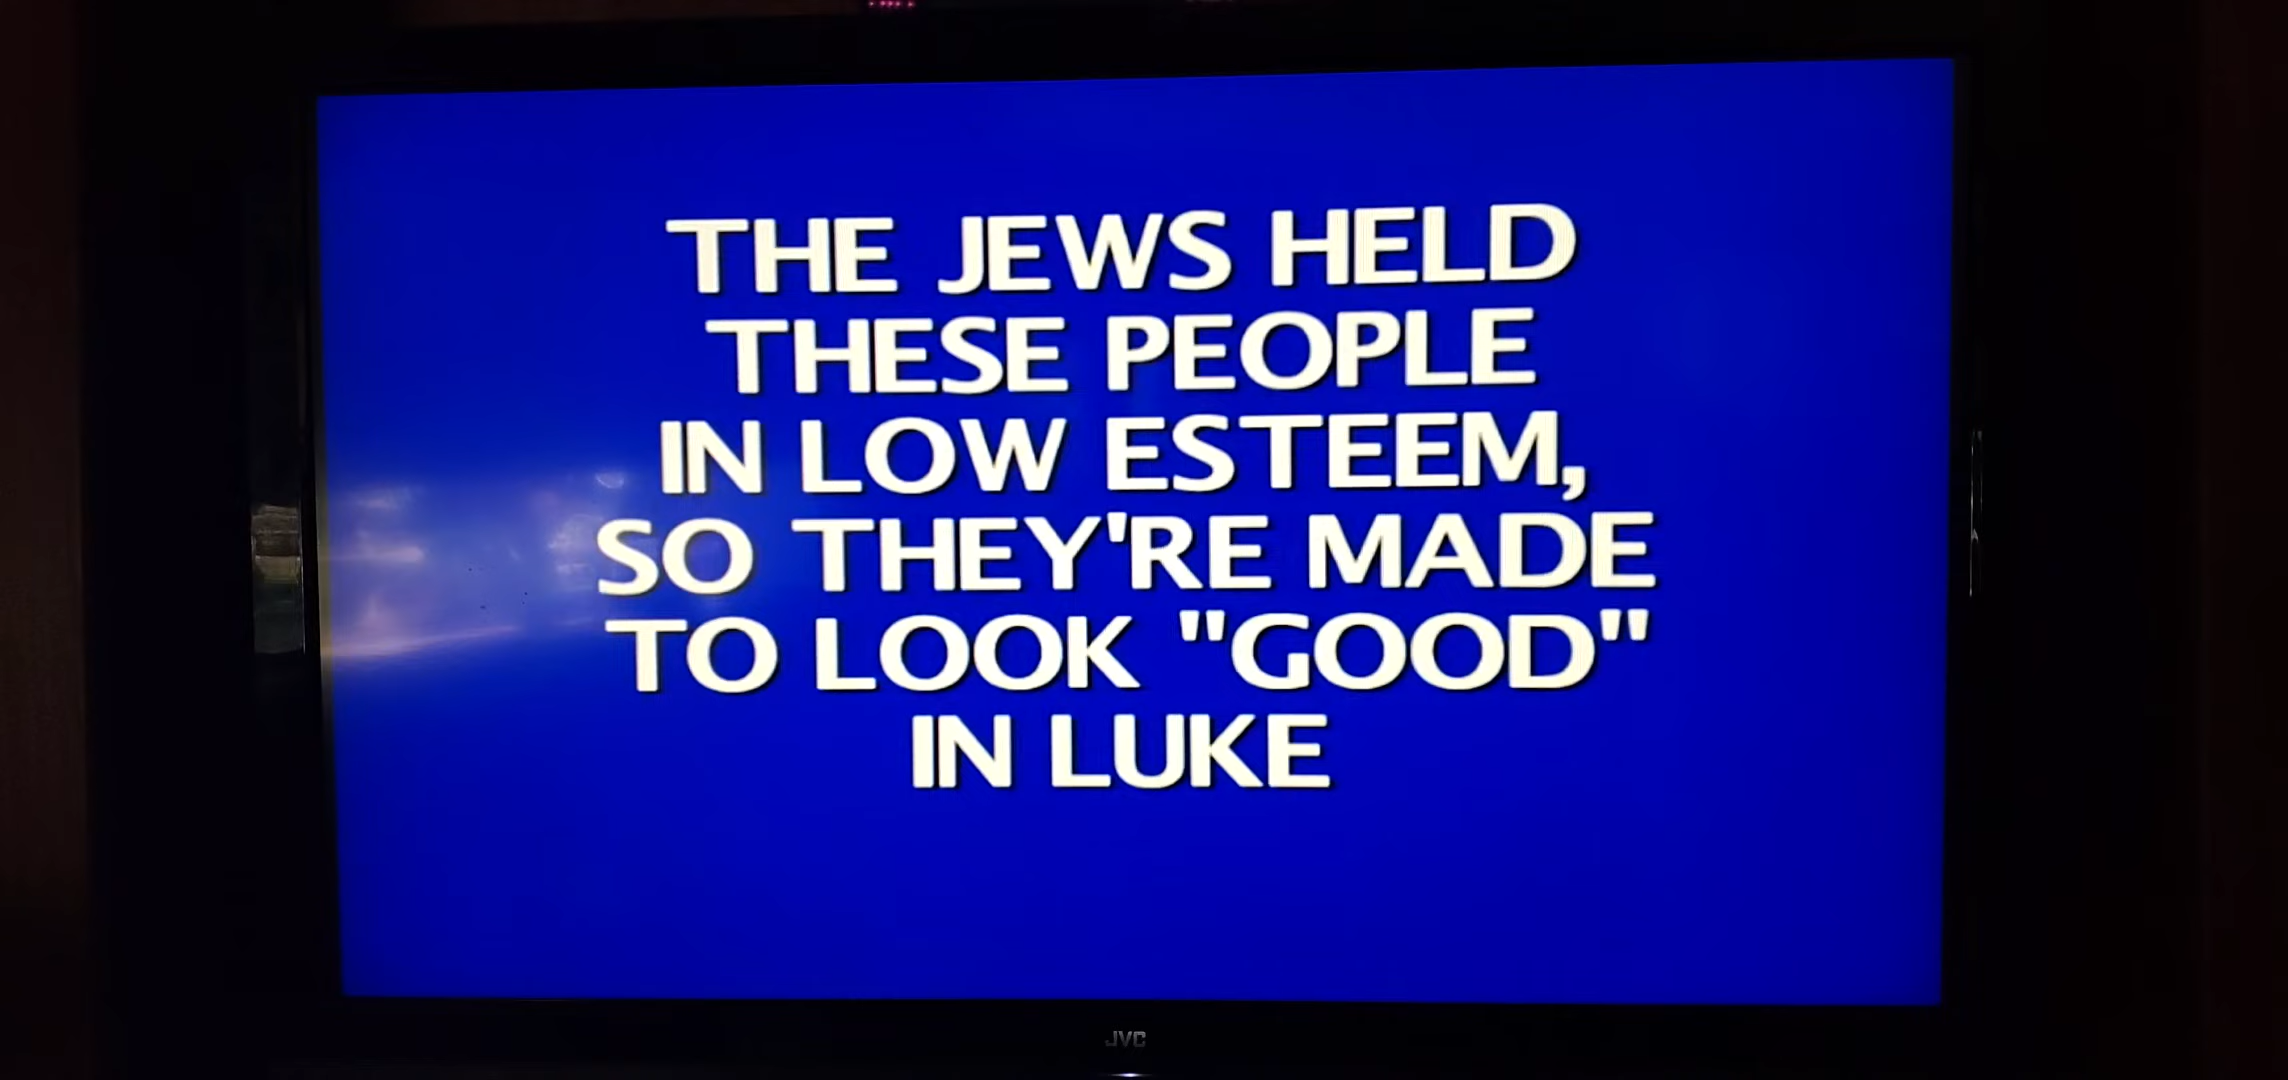 THE JEWS HELD
THESE PEOPLE
IN LOW ESTEEM,
SO THEY'RE MADE
TO LOOK "GOOD"
IN LUKE
JVC